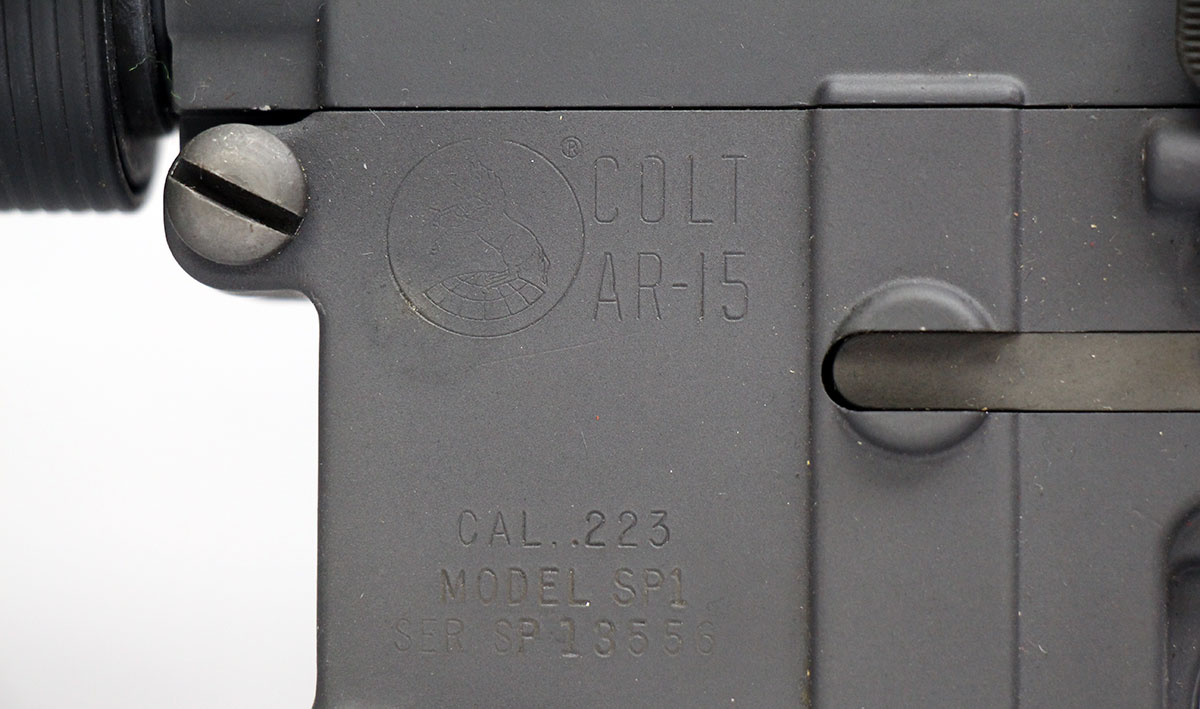 ®
COLT
AR-15
CAL..223
MODEL SP1
SER SP13556